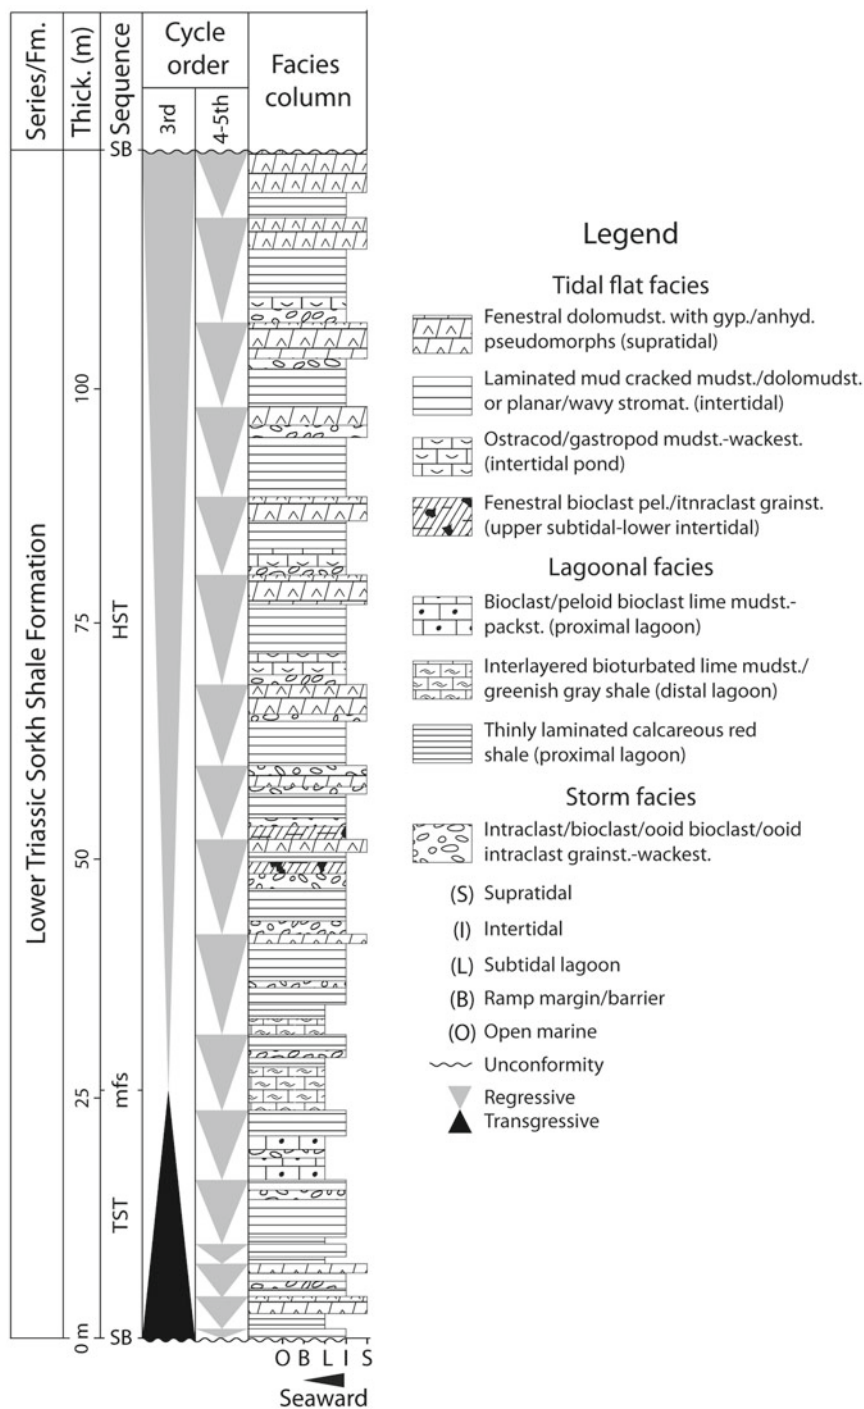 Series/Fm.
Thick. (m)
Sequence
Cycle
order
3rd
4-5th
Facies
column
SB
100
75
50
25
0 m
Lower Triassic Sorkh Shale Formation
HST
mfs
TST
SB
O B L I S
Seaward
Legend
Tidal flat facies
Fenestral dolomudst. with gyp./anhyd.
pseudomorphs (supratidal)
Laminated mud cracked mudst./dolomudst.
or planar/wavy stromat. (intertidal)
Ostracod/gastropod mudst.-wackest.
(intertidal pond)
Fenestral bioclast pel./itnraclast grainst.
(upper subtidal-lower intertidal)
Lagoonal facies
Bioclast/peloid bioclast lime mudst.-
packst. (proximal lagoon)
Interlayered bioturbated lime mudst./
greenish gray shale (distal lagoon)
Thinly laminated calcareous red
shale (proximal lagoon)
Storm facies
Intraclast/bioclast/ooid bioclast/ooid
intraclast grainst.-wackest.
(S) Supratidal
(I) Intertidal
(L) Subtidal lagoon
(B) Ramp margin/barrier
(O) Open marine
Unconformity
Regressive
Transgressive